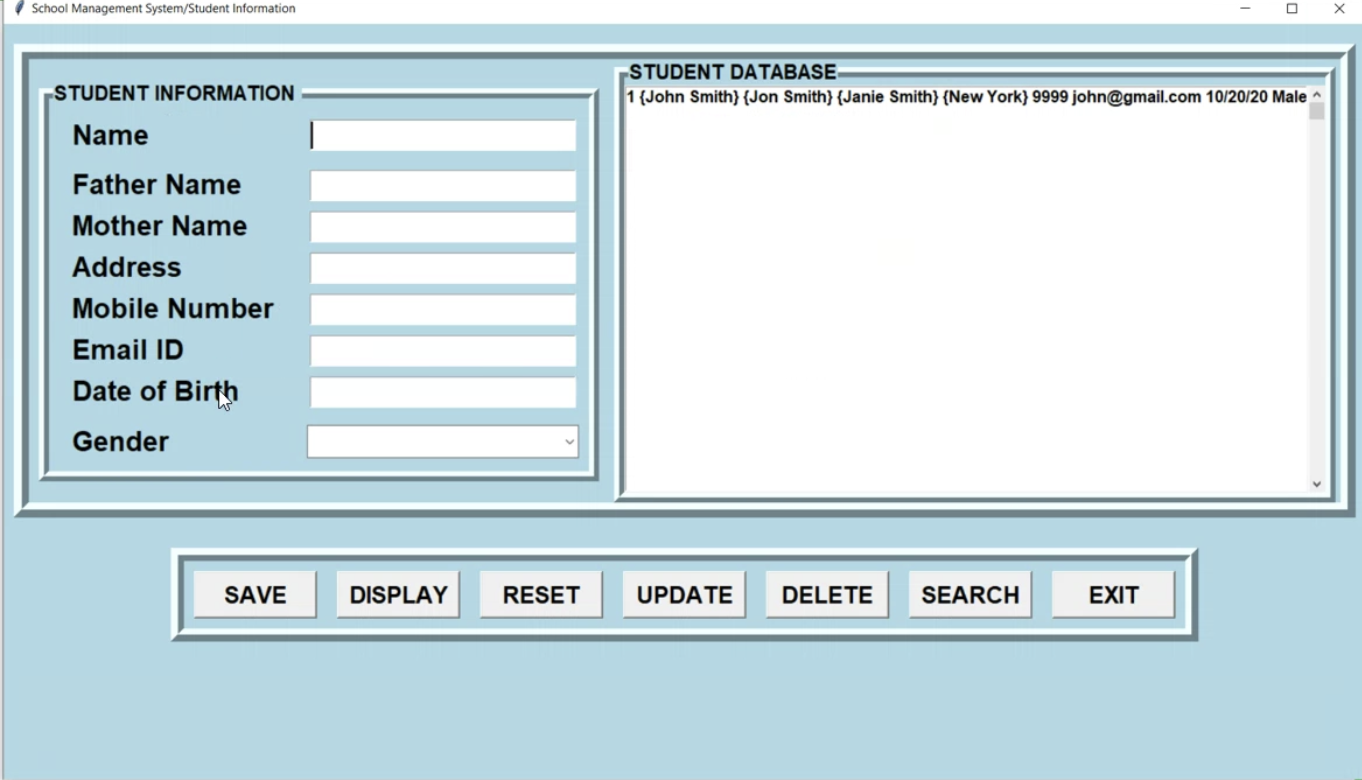 School Management System/Student Information
STUDENT INFORMATION
Name
Father Name
Mother Name
Address
Mobile Number
Email ID
Date of Birth
Gender
STUDENT DATABASE
1 {John Smith} {Jon Smith} {Janie Smith} {New York} 9999 john@gmail.com 10/20/20 Male
SAVE DISPLAY RESET UPDATE DELETE SEARCH EXIT